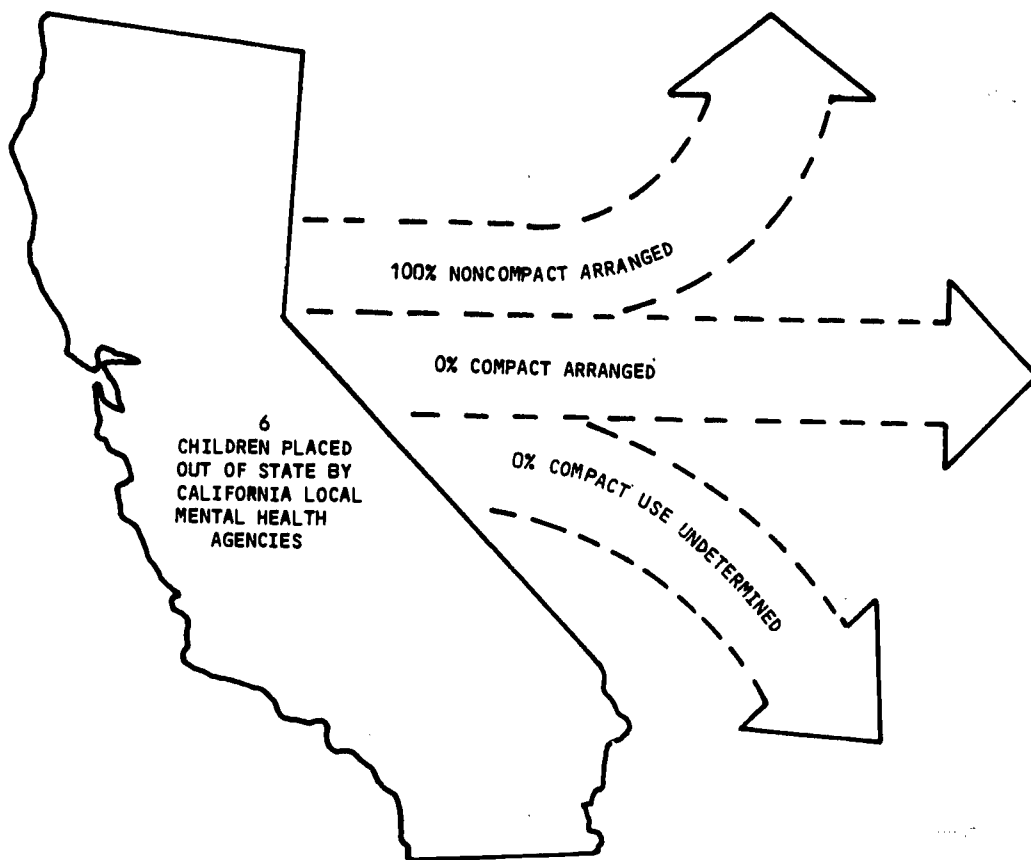 100% NONCOMPACT ARRANGED
0% COMPACT ARRANGED
0% COMPACT USE UNDETERMINED
6
CHILDREN PLACED
OUT OF STATE BY
CALIFORNIA LOCAL
MENTAL HEALTH
AGENCIES